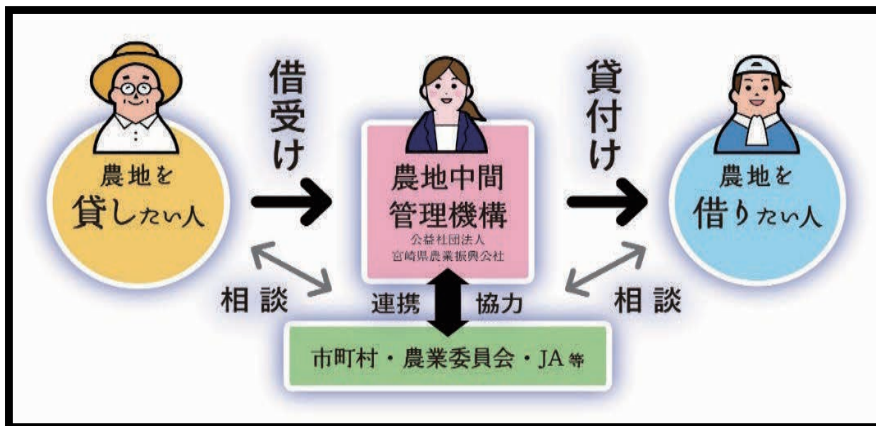 農地を
貸したい人
借受け
農地中間
管理機構
公益社団法人
宮崎県農業振興公社
貸付け
農地を
借りたい人
相談
連携
協力
相談
市町村・農業委員会・JA等